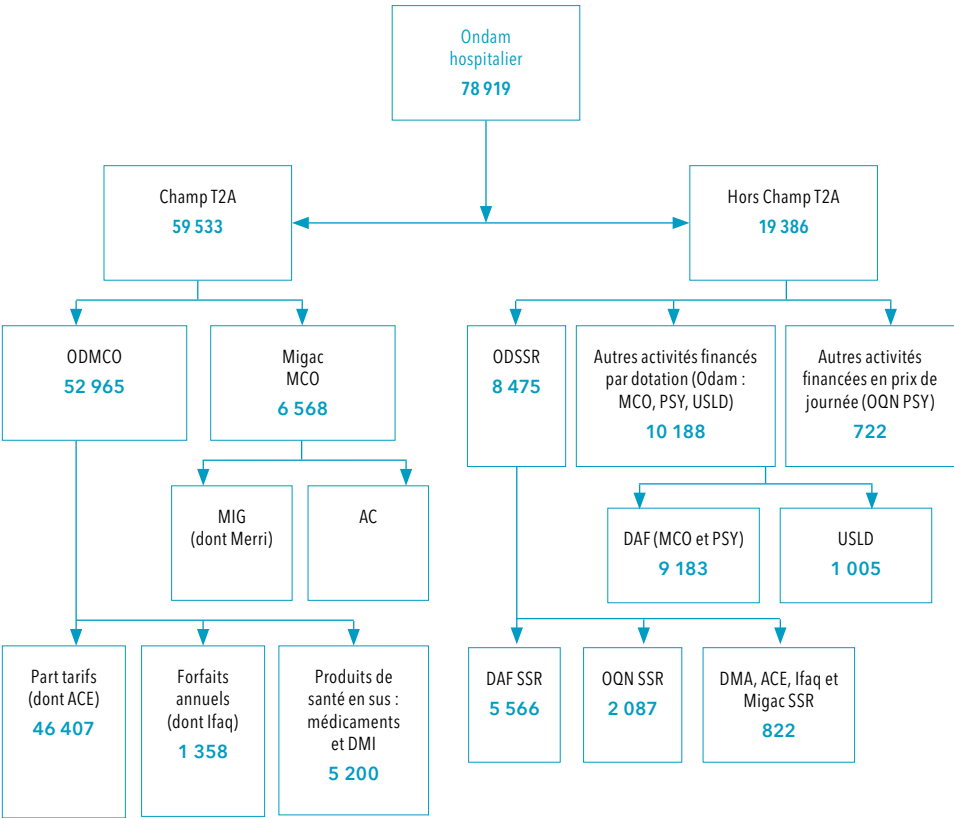 Ondam
hospitalier
78 919
Champ T2A
59 533
Hors Champ T2A
19 386
ODMCO
52 965
Migac
MCO
6 568
ODSSR
8 475
Autres activités financés
par dotation (Odam :
MCO, PSY, USLD)
10 188
Autres activités
financées en prix de
journée (OQN PSY)
722
MIG
(dont Merri)
AC
DAF (MCO et PSY)
9 183
USLD
1 005
Part tarifs
(dont ACE)
46 407
Forfaits
annuels
(dont Ifaq)
1 358
Produits de
santé en sus :
médicaments
et DMI
5 200
DAF SSR
5 566
OQN SSR
2 087
DMA, ACE, Ifaq et
Migac SSR
822